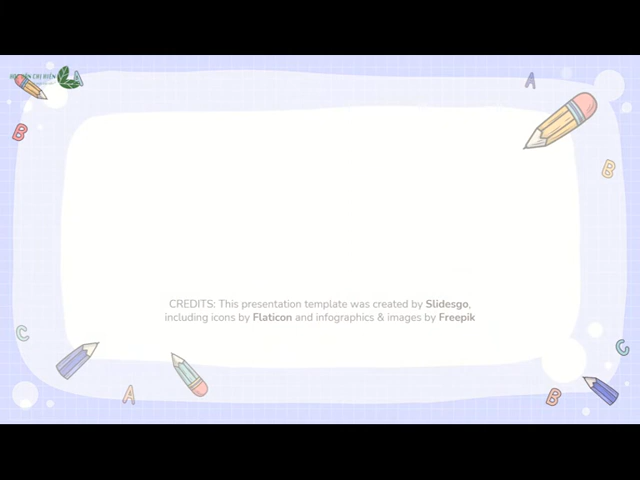 A
A
B
B
CREDITS: This presentation template was created by Slidesgo,
including icons by Flaticon and infographics & images by Freepik
C
C
A
B